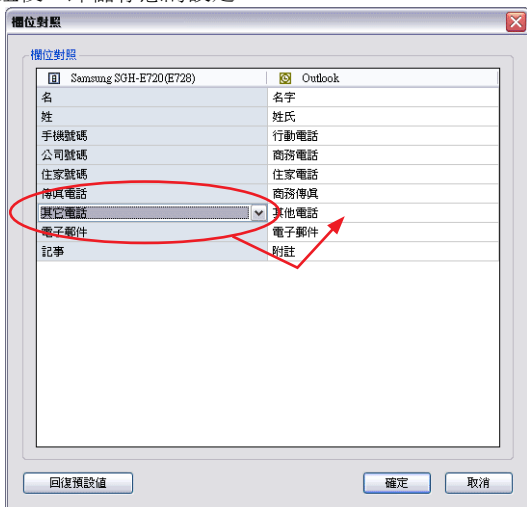 欄位對照
欄位對照
Samsung SGH-E720(E728) Outlook
名 名字
姓 姓氏
手機號碼 行動電話
公司號碼 商務電話
住家號碼 住家電話
傳真電話 商務傳真
其它電話 其他電話
電子郵件 電子郵件
記事 附註
回復預設值 確定 取消